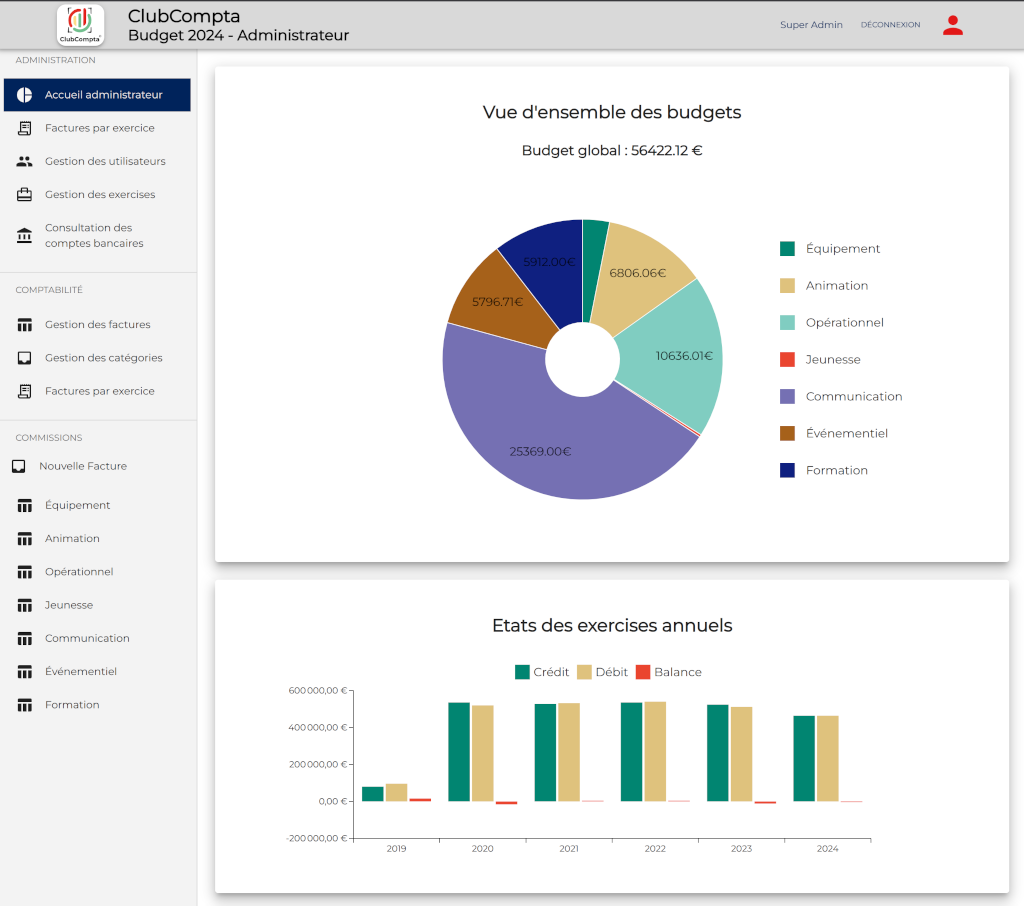 ClubCompta
ClubCompta
Budget 2024 - Administrateur
Super Admin
DÉCONNEXION
ADMINISTRATION
Accueil administrateur
Factures par exercice
Gestion des utilisateurs
Gestion des exercises
Consultation des
comptes bancaires
COMPTABILITÉ
Gestion des factures
Gestion des catégories
Factures par exercice
COMMISSIONS
Nouvelle Facture
Équipement
Animation
Opérationnel
Jeunesse
Communication
Événementiel
Formation
Vue d'ensemble des budgets
Budget global : 56422.12 €
5912.00€
6806.06€
5796.71€
10636.01€
25369.00€
Équipement
Animation
Opérationnel
Jeunesse
Communication
Événementiel
Formation
Etats des exercises annuels
Crédit Débit Balance
600 000,00 €
400 000,00 €
200 000,00 €
0,00 €
-200 000,00 €
2019 2020 2021 2022 2023 2024